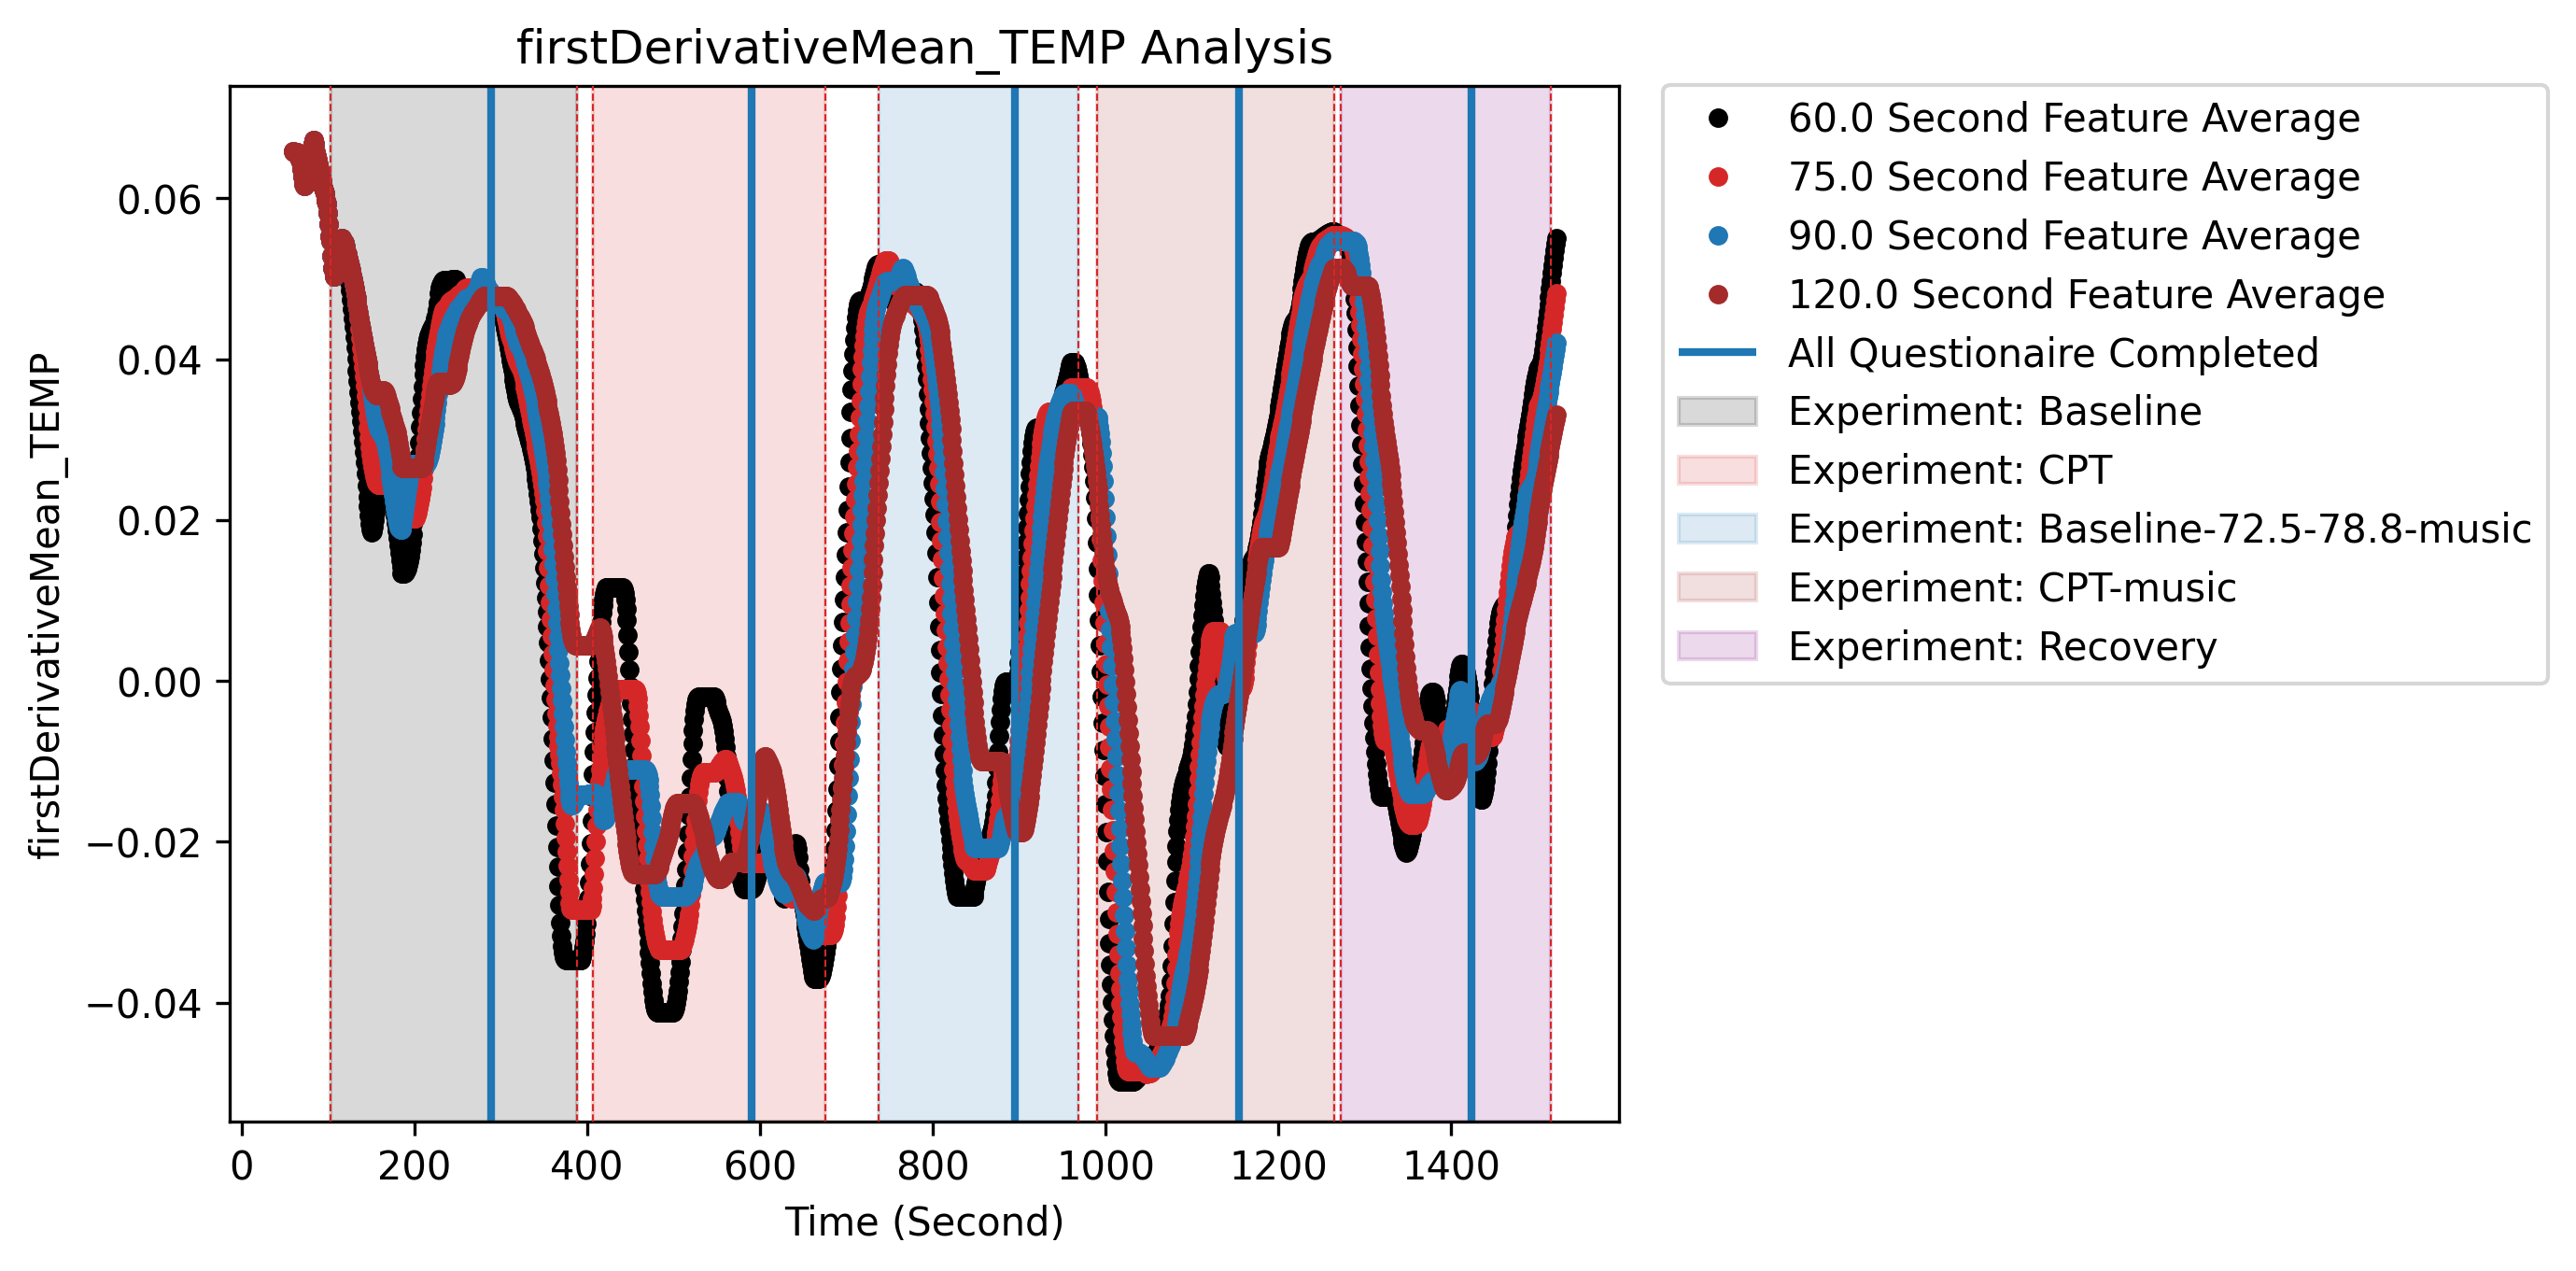 firstDerivativeMean_TEMP Analysis
firstDerivativeMean_TEMP
0.06
0.04
0.02
0.00
−0.02
−0.04
0 200 400 600 800 1000 1200 1400
Time (Second)
60.0 Second Feature Average
75.0 Second Feature Average
90.0 Second Feature Average
120.0 Second Feature Average
All Questionaire Completed
Experiment: Baseline
Experiment: CPT
Experiment: Baseline-72.5-78.8-music
Experiment: CPT-music
Experiment: Recovery